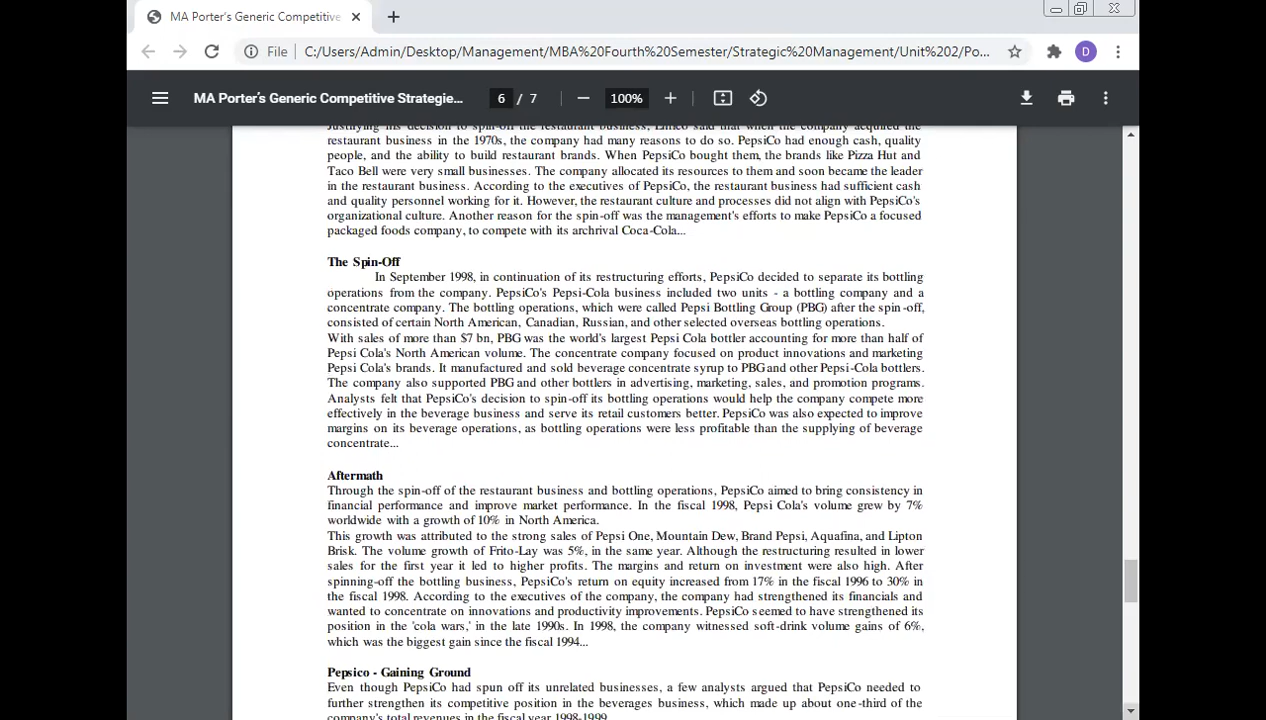 MA Porter's Generic Competitive
File C:/Users/Admin/Desktop/Management/MBA%20Fourth%20Semester/Strategic%20Management/Unit%202/Po...
D
MA Porter's Generic Competitive Strategie... 6 / 7 100%
Justifying his decision to spin-off the restaurant business, Enrico said that when the company acquired the
restaurant business in the 1970s, the company had many reasons to do so. PepsiCo had enough cash, quality
people, and the ability to build restaurant brands. When PepsiCo bought them, the brands like Pizza Hut and
Taco Bell were very small businesses. The company allocated its resources to them and soon became the leader
in the restaurant business. According to the executives of PepsiCo, the restaurant business had sufficient cash
and quality personnel working for it. However, the restaurant culture and processes did not align with PepsiCo's
organizational culture. Another reason for the spin-off was the management's efforts to make PepsiCo a focused
packaged foods company, to compete with its archrival Coca-Cola...
The Spin-Off
In September 1998, in continuation of its restructuring efforts, PepsiCo decided to separate its bottling
operations from the company. PepsiCo's Pepsi-Cola business included two units - a bottling company and a
concentrate company. The bottling operations, which were called Pepsi Bottling Group (PBG) after the spin-off,
consisted of certain North American, Canadian, Russian, and other selected overseas bottling operations.
With sales of more than $7 bn, PBG was the world's largest Pepsi Cola bottler accounting for more than half of
Pepsi Cola's North American volume. The concentrate company focused on product innovations and marketing
Pepsi Cola's brands. It manufactured and sold beverage concentrate syrup to PBG and other Pepsi-Cola bottlers.
The company also supported PBG and other bottlers in advertising, marketing, sales, and promotion programs.
Analysts felt that PepsiCo's decision to spin-off its bottling operations would help the company compete more
effectively in the beverage business and serve its retail customers better. PepsiCo was also expected to improve
margins on its beverage operations, as bottling operations were less profitable than the supplying of beverage
concentrate...
Aftermath
Through the spin-off of the restaurant business and bottling operations, PepsiCo aimed to bring consistency in
financial performance and improve market performance. In the fiscal 1998, Pepsi Cola's volume grew by 7%
worldwide with a growth of 10% in North America.
This growth was attributed to the strong sales of Pepsi One, Mountain Dew, Brand Pepsi, Aquafina, and Lipton
Brisk. The volume growth of Frito-Lay was 5%, in the same year. Although the restructuring resulted in lower
sales for the first year it led to higher profits. The margins and return on investment were also high. After
spinning-off the bottling business, PepsiCo's return on equity increased from 17% in the fiscal 1996 to 30% in
the fiscal 1998. According to the executives of the company, the company had strengthened its financials and
wanted to concentrate on innovations and productivity improvements. PepsiCo seemed to have strengthened its
position in the 'cola wars,' in the late 1990s. In 1998, the company witnessed soft-drink volume gains of 6%,
which was the biggest gain since the fiscal 1994...
Pepsico - Gaining Ground
Even though PepsiCo had spun off its unrelated businesses, a few analysts argued that PepsiCo needed to
further strengthen its competitive position in the beverages business, which made up about one-third of the
company's total revenues in the fiscal year 1998-1999